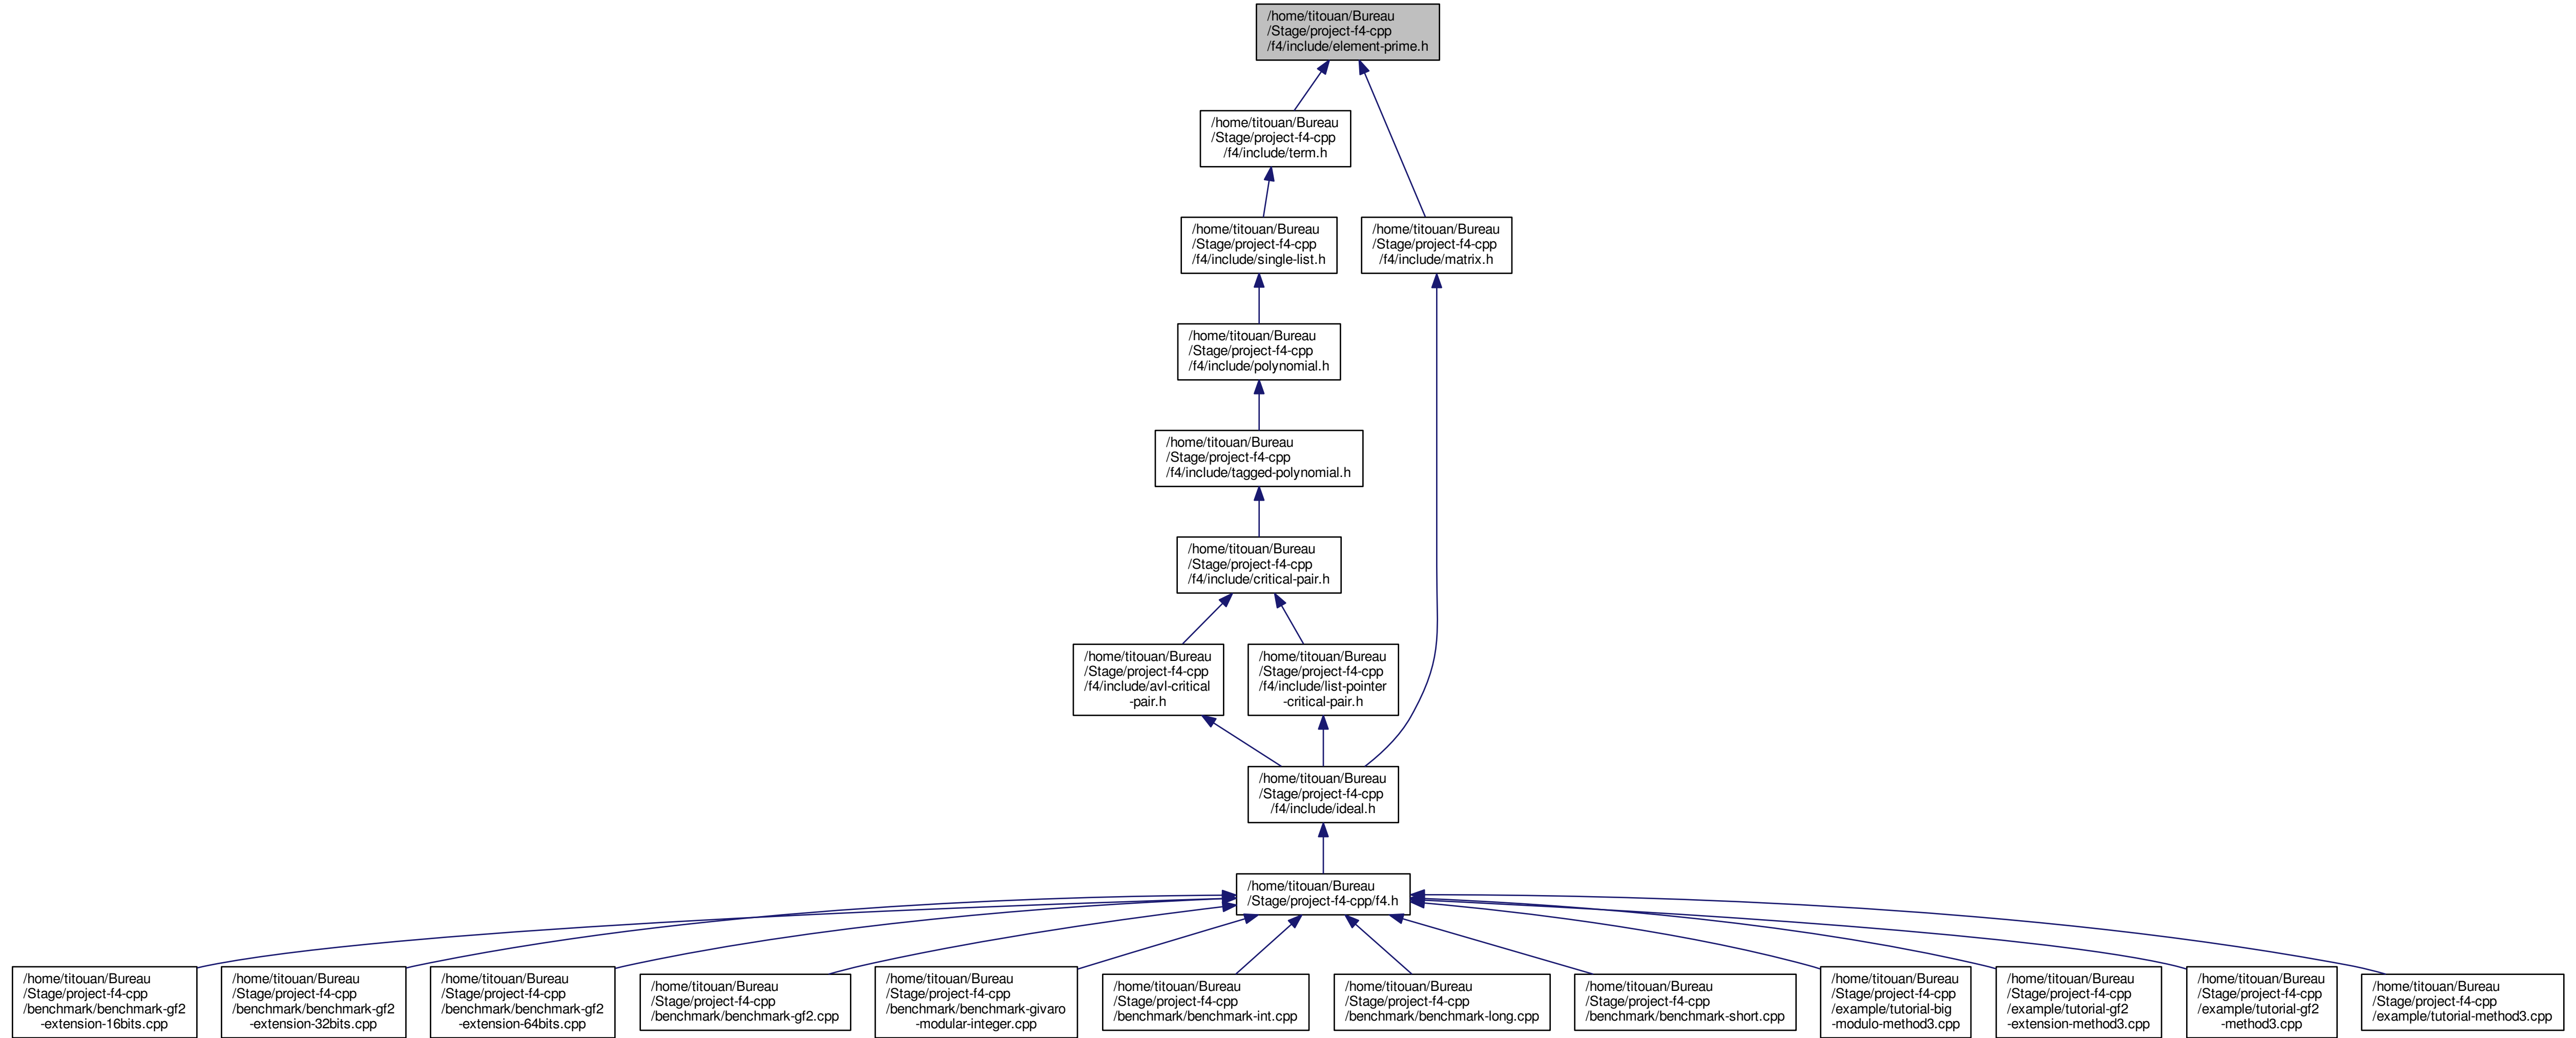 /home/titouan/Bureau
/Stage/project-f4-cpp
/f4/include/element-prime.h
/home/titouan/Bureau
/Stage/project-f4-cpp
/f4/include/term.h
/home/titouan/Bureau
/Stage/project-f4-cpp
/f4/include/single-list.h
/home/titouan/Bureau
/Stage/project-f4-cpp
/f4/include/matrix.h
/home/titouan/Bureau
/Stage/project-f4-cpp
/f4/include/polynomial.h
/home/titouan/Bureau
/Stage/project-f4-cpp
/f4/include/tagged-polynomial.h
/home/titouan/Bureau
/Stage/project-f4-cpp
/f4/include/critical-pair.h
/home/titouan/Bureau
/Stage/project-f4-cpp
/f4/include/avl-critical
-pair.h
/home/titouan/Bureau
/Stage/project-f4-cpp
/f4/include/list-pointer
-critical-pair.h
/home/titouan/Bureau
/Stage/project-f4-cpp
/f4/include/ideal.h
/home/titouan/Bureau
/Stage/project-f4-cpp/f4.h
/home/titouan/Bureau
/Stage/project-f4-cpp
/benchmark/benchmark-gf2
-extension-16bits.cpp
/home/titouan/Bureau
/Stage/project-f4-cpp
/benchmark/benchmark-gf2
-extension-32bits.cpp
/home/titouan/Bureau
/Stage/project-f4-cpp
/benchmark/benchmark-gf2
-extension-64bits.cpp
/home/titouan/Bureau
/Stage/project-f4-cpp
/benchmark/benchmark-gf2.cpp
/home/titouan/Bureau
/Stage/project-f4-cpp
/benchmark/benchmark-givaro
-modular-integer.cpp
/home/titouan/Bureau
/Stage/project-f4-cpp
/benchmark/benchmark-int.cpp
/home/titouan/Bureau
/Stage/project-f4-cpp
/benchmark/benchmark-long.cpp
/home/titouan/Bureau
/Stage/project-f4-cpp
/benchmark/benchmark-short.cpp
/home/titouan/Bureau
/Stage/project-f4-cpp
/example/tutorial-big
-modulo-method3.cpp
/home/titouan/Bureau
/Stage/project-f4-cpp
/example/tutorial-gf2
-extension-method3.cpp
/home/titouan/Bureau
/Stage/project-f4-cpp
/example/tutorial-gf2
-method3.cpp
/home/titouan/Bureau
/Stage/project-f4-cpp
/example/tutorial-method3.cpp